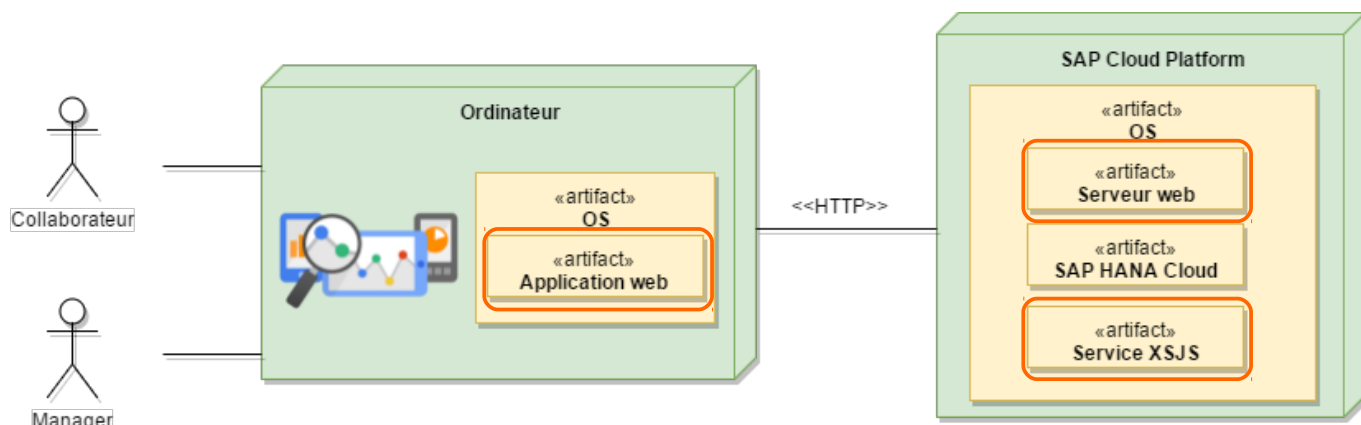 Collaborateur
Manager
Ordinateur
«artifact»
OS
«artifact»
Application web
<<HTTP>>
SAP Cloud Platform
«artifact»
OS
«artifact»
Serveur web
«artifact»
SAP HANA Cloud
«artifact»
Service XSJS